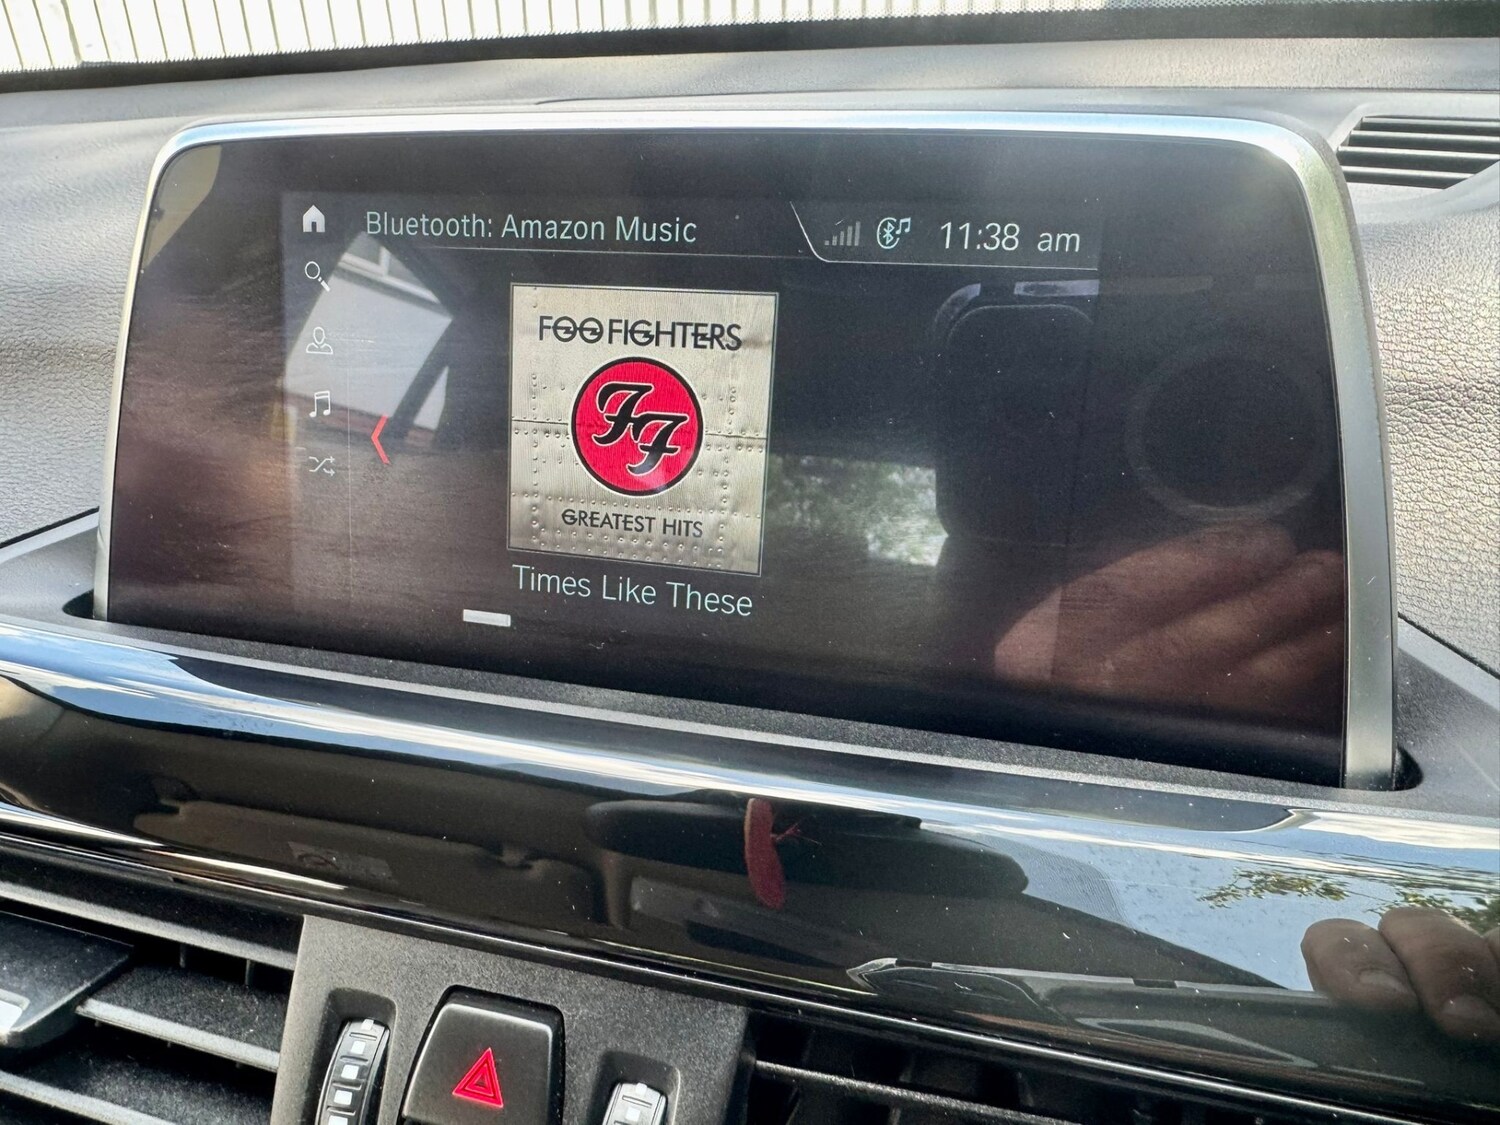 Bluetooth: Amazon Music
11:38 am
FOO FIGHTERS
FF
GREATEST HITS
Times Like These